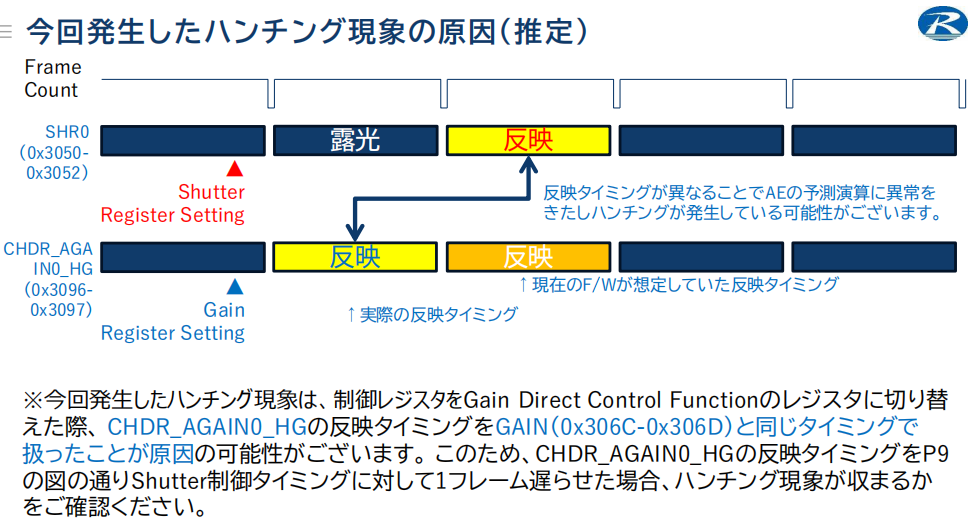 今回発生したハンチング現象の原因(推定)
R
Frame
Count
SHR0
(0x3050-
0x3052)
露光
反映
Shutter
Register Setting
反映タイミングが異なることでAEの予測演算に異常を
きたしハンチングが発生している可能性がございます。
CHDR_AGA
IN0_HG
(0x3096-
0x3097)
反映
反映
↑現在のF/Wが想定していた反映タイミング
Gain
Register Setting
↑実際の反映タイミング
※今回発生したハンチング現象は、制御レジスタをGain Direct Control Functionのレジスタに切り替
えた際、CHDR_AGAIN0_HGの反映タイミングをGAIN(0x306C-0x306D)と同じタイミングで
扱ったことが原因の可能性がございます。このため、CHDR_AGAIN0_HGの反映タイミングをP9
の図の通りShutter制御タイミングに対して1フレーム遅らせた場合、ハンチング現象が収まるか
をご確認ください。